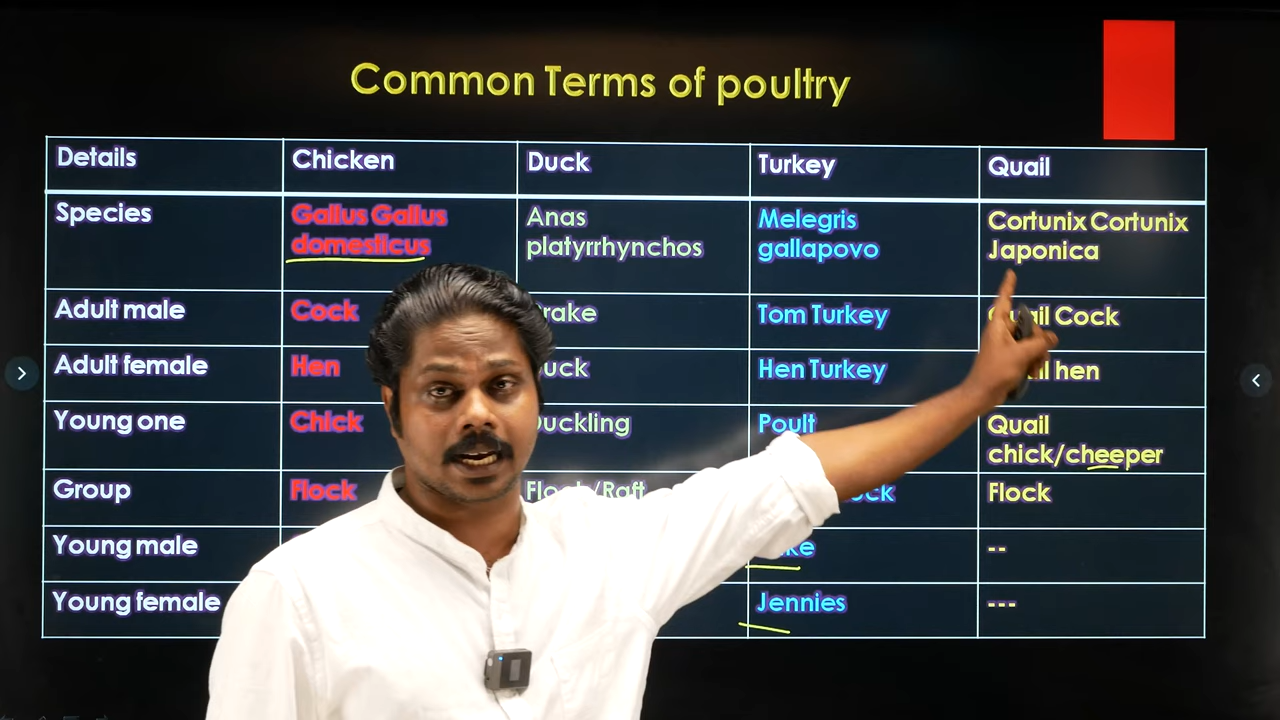 Common Terms of poultry
Details Chicken Duck Turkey Quail
Species Gallus Gallus domesticus Anas platyrrhynchos Melegris gallapovo Cortunix Cortunix Japonica
Adult male Cock Tom Turkey Cock
Adult female Hen Hen Turkey hen
Young one Chick Poult Quail chick/cheeper
Group Flock Flock
Young male --
Young female Jennies ---